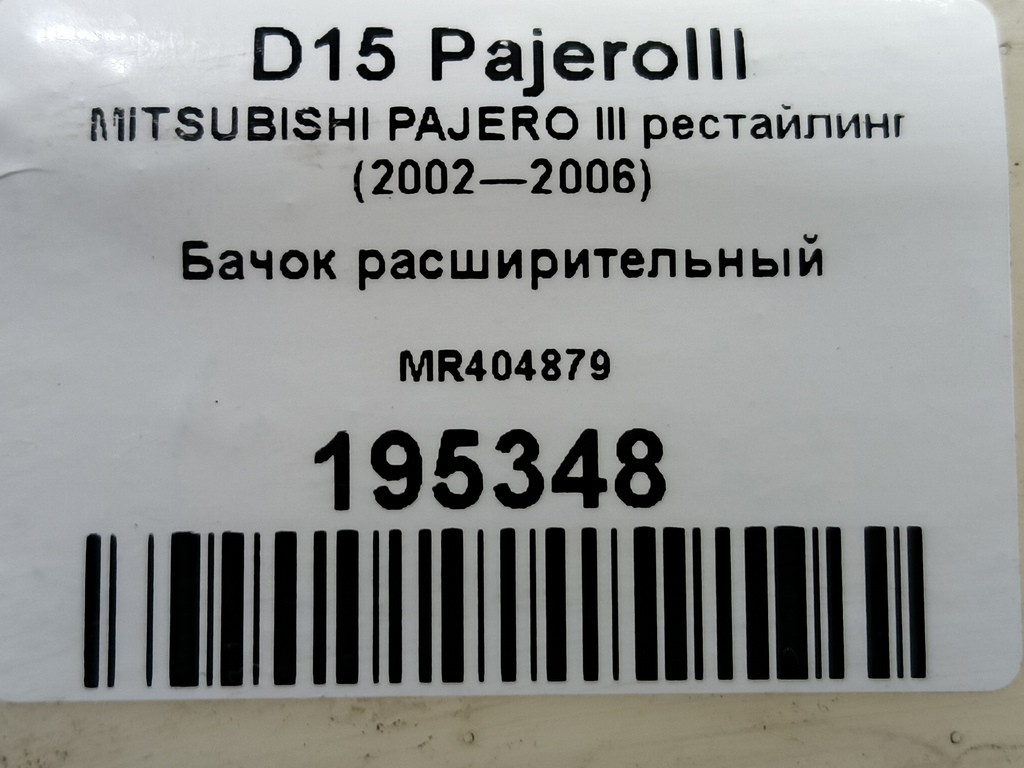 D15 PajeroIII
MITSUBISHI PAJERO III рестайлинг
(2002—2006)
Бачок расширительный
MR404879
195348